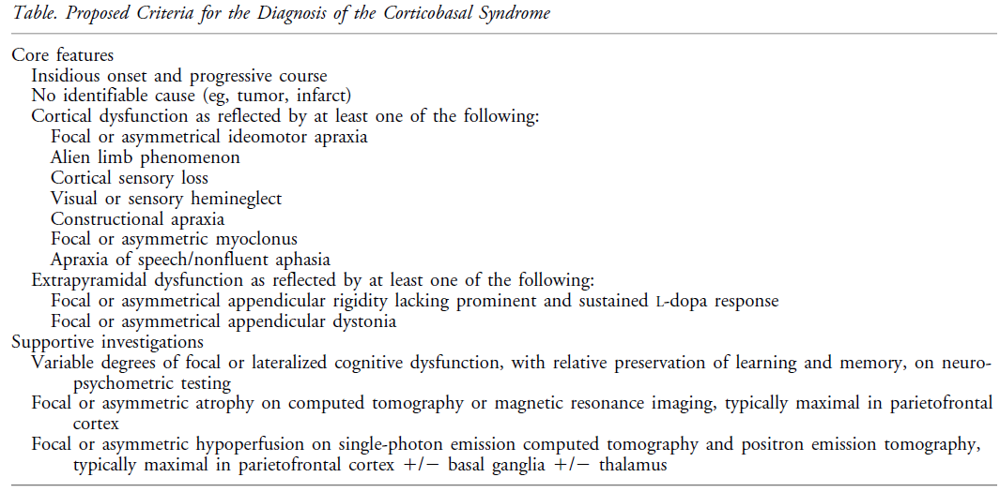 Table. Proposed Criteria for the Diagnosis of the Corticobasal Syndrome
Core features
Insidious onset and progressive course
No identifiable cause (eg, tumor, infarct)
Cortical dysfunction as reflected by at least one of the following:
Focal or asymmetrical ideomotor apraxia
Alien limb phenomenon
Cortical sensory loss
Visual or sensory hemineglect
Constructional apraxia
Focal or asymmetric myoclonus
Apraxia of speech/nonfluent aphasia
Extrapyramidal dysfunction as reflected by at least one of the following:
Focal or asymmetrical appendicular rigidity lacking prominent and sustained L-dopa response
Focal or asymmetrical appendicular dystonia
Supportive investigations
Variable degrees of focal or lateralized cognitive dysfunction, with relative preservation of learning and memory, on neuro-
psychometric testing
Focal or asymmetric atrophy on computed tomography or magnetic resonance imaging, typically maximal in parietofrontal
cortex
Focal or asymmetric hypoperfusion on single-photon emission computed tomography and positron emission tomography,
typically maximal in parietofrontal cortex +/− basal ganglia +/− thalamus